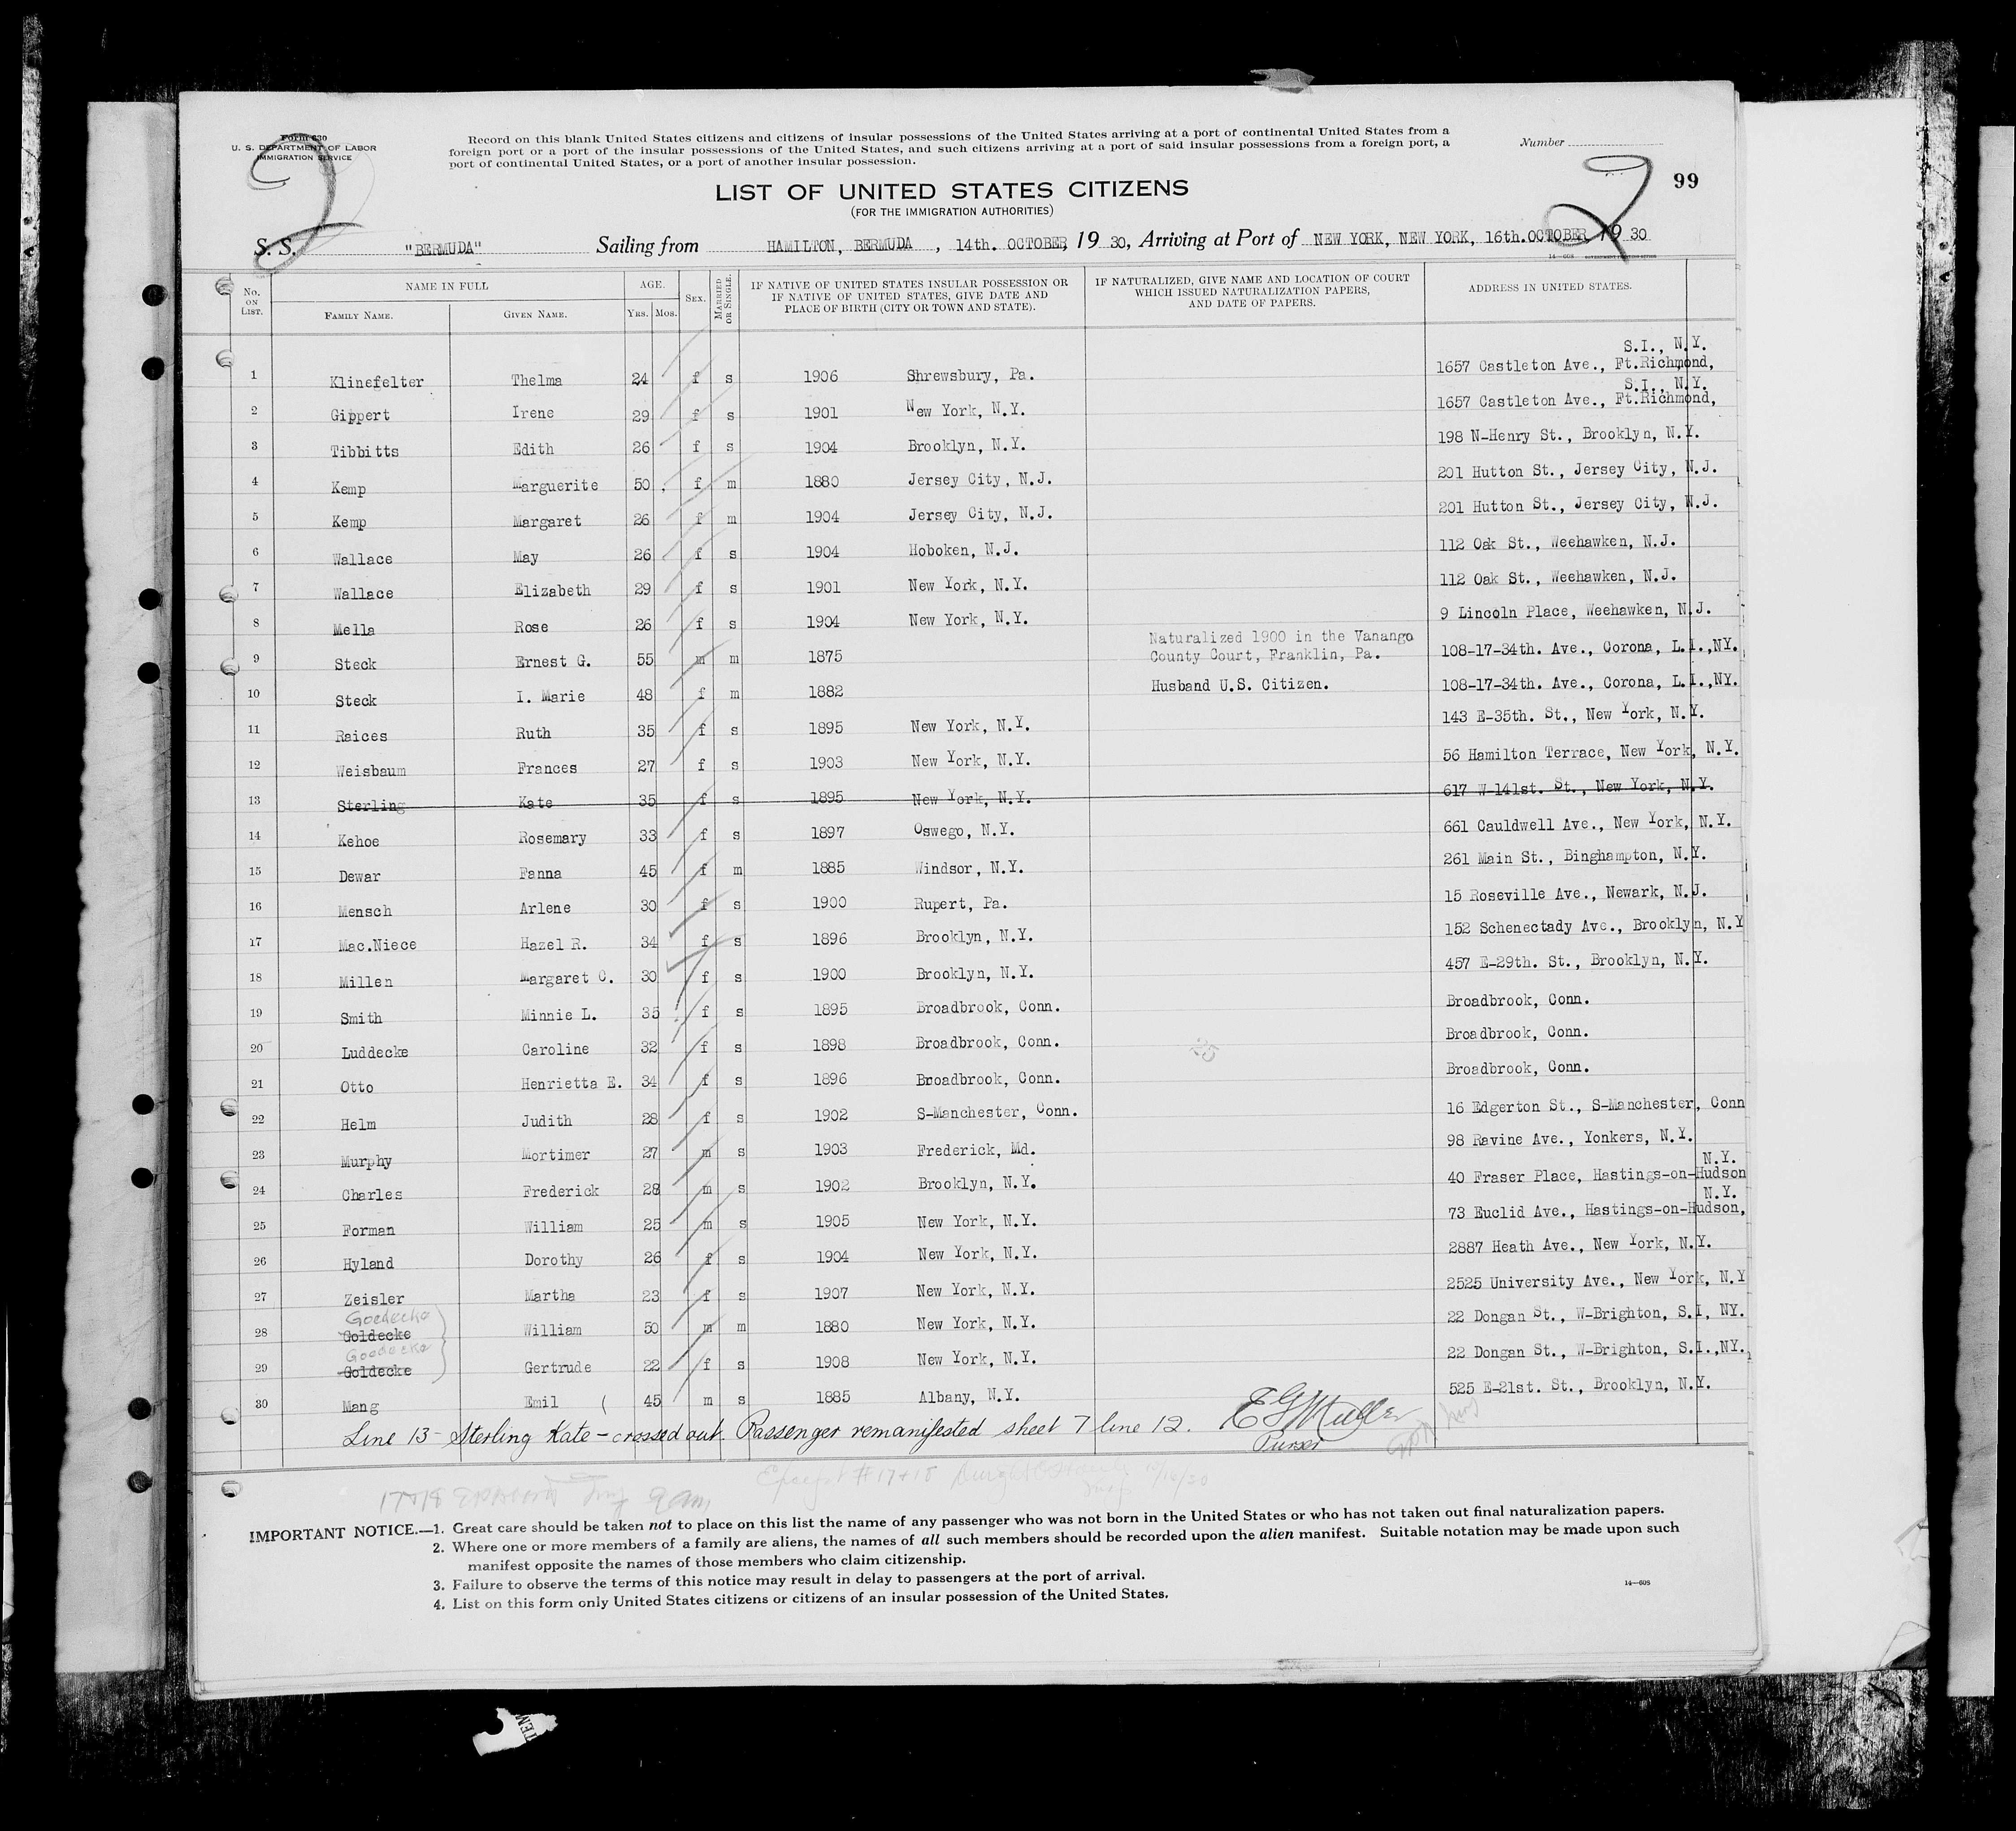 Form 630
U. S. DEPARTMENT OF LABOR
IMMIGRATION SERVICE
Record on this blank United States citizens and citizens of insular possessions of the United States arriving at a port of continental United States from a
foreign port or a port of the insular possessions of the United States, and such citizens arriving at a port of said insular possessions from a foreign port, a
port of continental United States, or a port of another insular possession.
Number
2
2
99
LIST OF UNITED STATES CITIZENS
(FOR THE IMMIGRATION AUTHORITIES)
S. S. "BERMUDA" Sailing from HAMILTON, BERMUDA, 14th. OCTOBER, 19 30, Arriving at Port of NEW YORK, NEW YORK, 16th. OCTOBER 19 30
No. ON LIST. NAME IN FULL FAMILY NAME. GIVEN NAME. AGE. YRS. MOS. SEX. MARRIED OR SINGLE. IF NATIVE OF UNITED STATES INSULAR POSSESSION OR IF NATIVE OF UNITED STATES, GIVE DATE AND PLACE OF BIRTH (CITY OR TOWN AND STATE). IF NATURALIZED, GIVE NAME AND LOCATION OF COURT WHICH ISSUED NATURALIZATION PAPERS, AND DATE OF PAPERS. ADDRESS IN UNITED STATES.
1 Klinefelter Thelma 24 f s 1906 Shrewsbury, Pa. 1657 Castleton Ave., Ft.Richmond, S.I., N.Y.
2 Gippert Irene 29 f s 1901 New York, N.Y. 1657 Castleton Ave., Ft.Richmond, S.I., N.Y.
3 Tibbitts Edith 26 f s 1904 Brooklyn, N.Y. 198 N-Henry St., Brooklyn, N.Y.
4 Kemp Marguerite 50 f m 1880 Jersey City, N.J. 201 Hutton St., Jersey City, N.J.
5 Kemp Margaret 26 f m 1904 Jersey City, N.J. 201 Hutton St., Jersey City, N.J.
6 Wallace May 26 f s 1904 Hoboken, N.J. 112 Oak St., Weehawken, N.J.
7 Wallace Elizabeth 29 f s 1901 New York, N.Y. 112 Oak St., Weehawken, N.J.
8 Mella Rose 26 f s 1904 New York, N.Y. 9 Lincoln Place, Weehawken, N.J.
9 Steck Ernest G. 55 m m 1875 Naturalized 1900 in the Vanango County Court, Franklin, Pa. 108-17-34th. Ave., Corona, L.I.,NY.
10 Steck I. Marie 48 f m 1882 Husband U.S. Citizen. 108-17-34th. Ave., Corona, L.I.,NY.
11 Raices Ruth 35 f s 1895 New York, N.Y. 143 E-35th. St., New York, N.Y.
12 Weisbaum Frances 27 f s 1903 New York, N.Y. 56 Hamilton Terrace, New York, N.Y.
13 Sterling Kate 35 f s 1895 New York, N.Y. 617 W-141st. St., New York, N.Y.
14 Kehoe Rosemary 33 f s 1897 Oswego, N.Y. 661 Cauldwell Ave., New York, N.Y.
15 Dewar Fanna 45 f m 1885 Windsor, N.Y. 261 Main St., Binghampton, N.Y.
16 Mensch Arlene 30 f s 1900 Rupert, Pa. 15 Roseville Ave., Newark, N.J.
17 Mac.Niece Hazel R. 34 f s 1896 Brooklyn, N.Y. 152 Schenectady Ave., Brooklyn, N.Y
18 Millen Margaret C. 30 f s 1900 Brooklyn, N.Y. 457 E-29th. St., Brooklyn, N.Y.
19 Smith Minnie L. 35 f s 1895 Broadbrook, Conn. Broadbrook, Conn.
20 Luddecke Caroline 32 f s 1898 Broadbrook, Conn. Broadbrook, Conn.
21 Otto Henrietta E. 34 f s 1896 Broadbrook, Conn. Broadbrook, Conn.
22 Helm Judith 28 f s 1902 S-Manchester, Conn. 16 Edgerton St., S-Manchester, Conn
23 Murphy Mortimer 27 m s 1903 Frederick, Md. 98 Ravine Ave., Yonkers, N.Y.
24 Charles Frederick 28 m s 1902 Brooklyn, N.Y. 40 Fraser Place, Hastings-on-Hudson N.Y.
25 Forman William 25 m s 1905 New York, N.Y. 73 Euclid Ave., Hastings-on-Hudson, N.Y.
26 Hyland Dorothy 26 f s 1904 New York, N.Y. 2887 Heath Ave., New York, N.Y.
27 Zeisler Martha 23 f s 1907 New York, N.Y. 2525 University Ave., New York, N.Y
Goedecke
28 Goldecke William 50 m m 1880 New York, N.Y. 22 Dongan St., W-Brighton, S.I, NY.
Goedecke
29 Goldecke Gertrude 22 f s 1908 New York, N.Y. 22 Dongan St., W-Brighton, S.I.,NY.
30 Mang Emil 45 m s 1885 Albany, N.Y. 525 E-21st. St., Brooklyn, N.Y.
Line 13 - Sterling Kate - crossed out. Passenger remanifested sheet 7 line 12. E G Muller
Purser
Except # 17+18 10/16/30
IMPORTANT NOTICE.—1. Great care should be taken not to place on this list the name of any passenger who was not born in the United States or who has not taken out final naturalization papers.
2. Where one or more members of a family are aliens, the names of all such members should be recorded upon the alien manifest. Suitable notation may be made upon such
manifest opposite the names of those members who claim citizenship.
3. Failure to observe the terms of this notice may result in delay to passengers at the port of arrival.
4. List on this form only United States citizens or citizens of an insular possession of the United States.
14—608